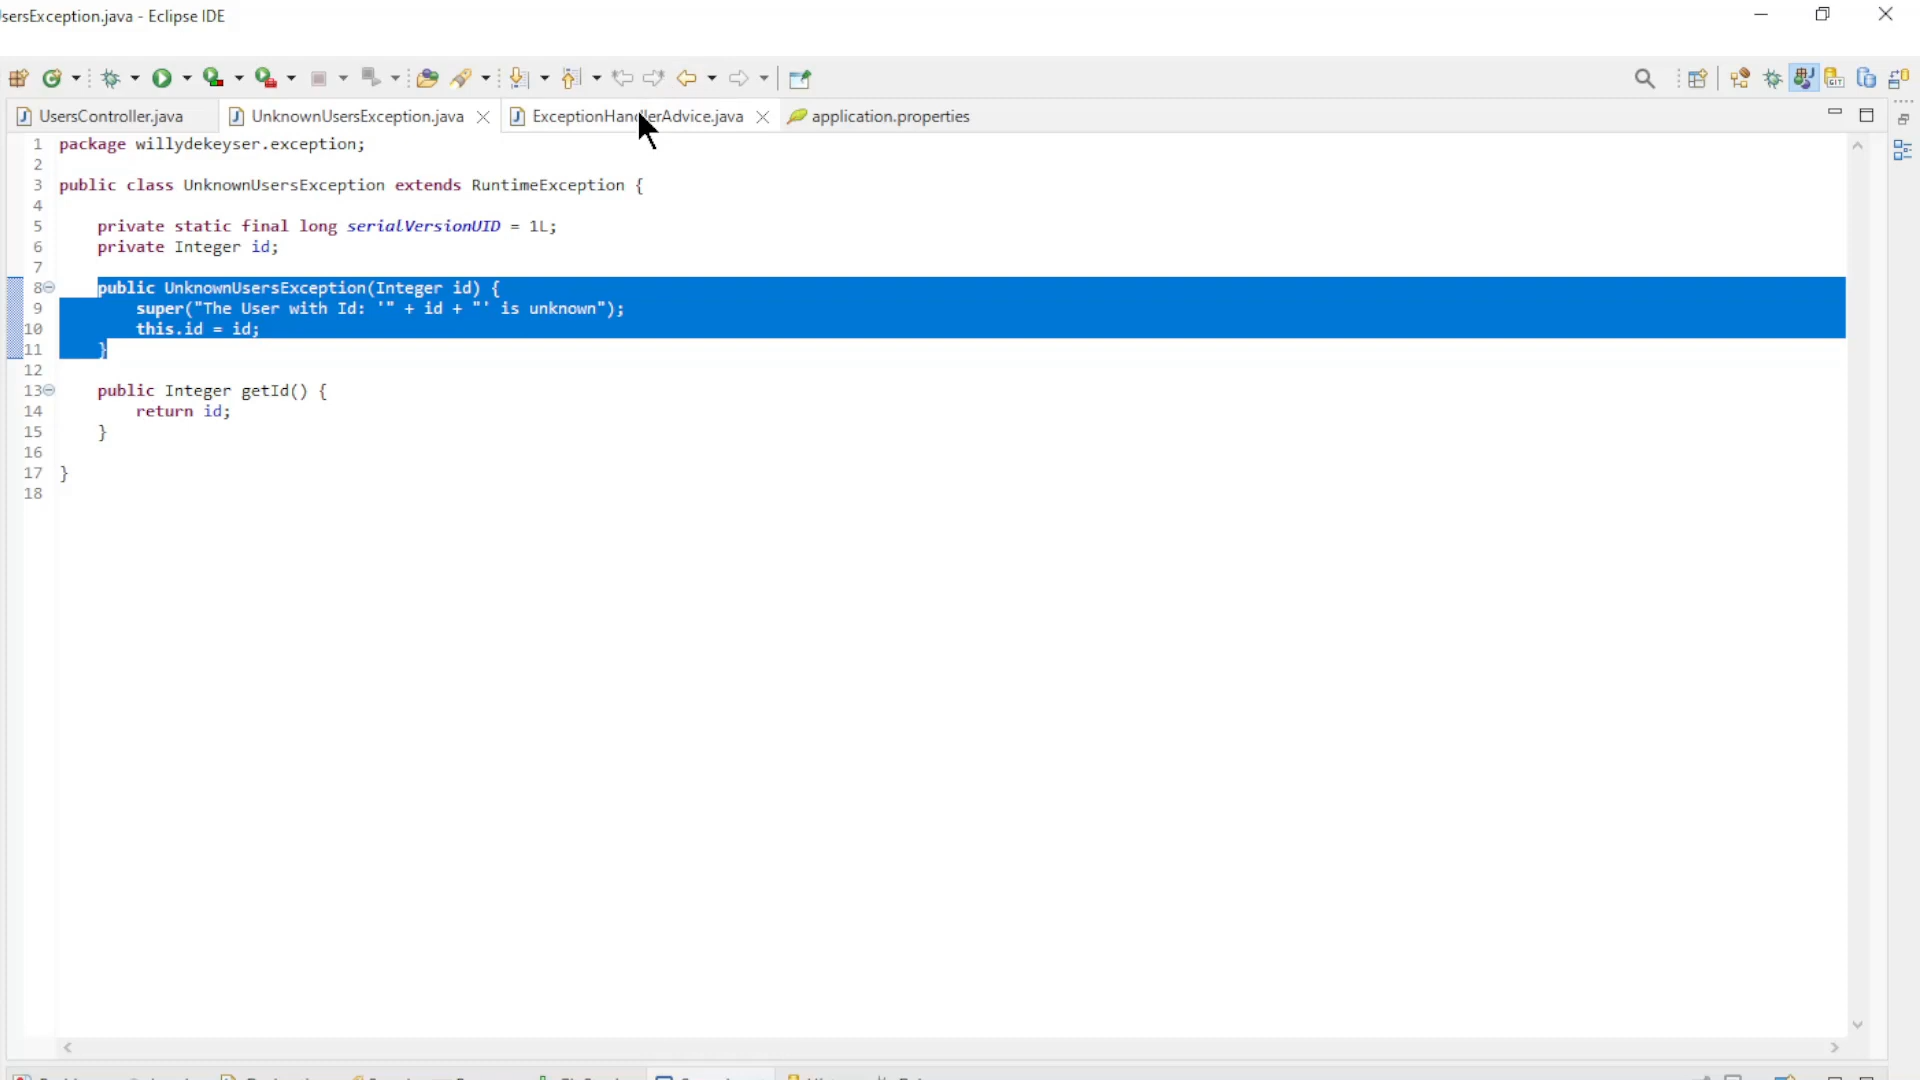 sersException.java - Eclipse IDE
UsersController.java
UnknownUsersException.java
ExceptionHandlerAdvice.java
application.properties
1 package willydekeyser.exception;
2
3 public class UnknownUsersException extends RuntimeException {
4
5 private static final long serialVersionUID = 1L;
6 private Integer id;
7
8 public UnknownUsersException(Integer id) {
9 super("The User with Id: '" + id + "' is unknown");
10 this.id = id;
11 }
12
13 public Integer getId() {
14 return id;
15 }
16
17 }
18